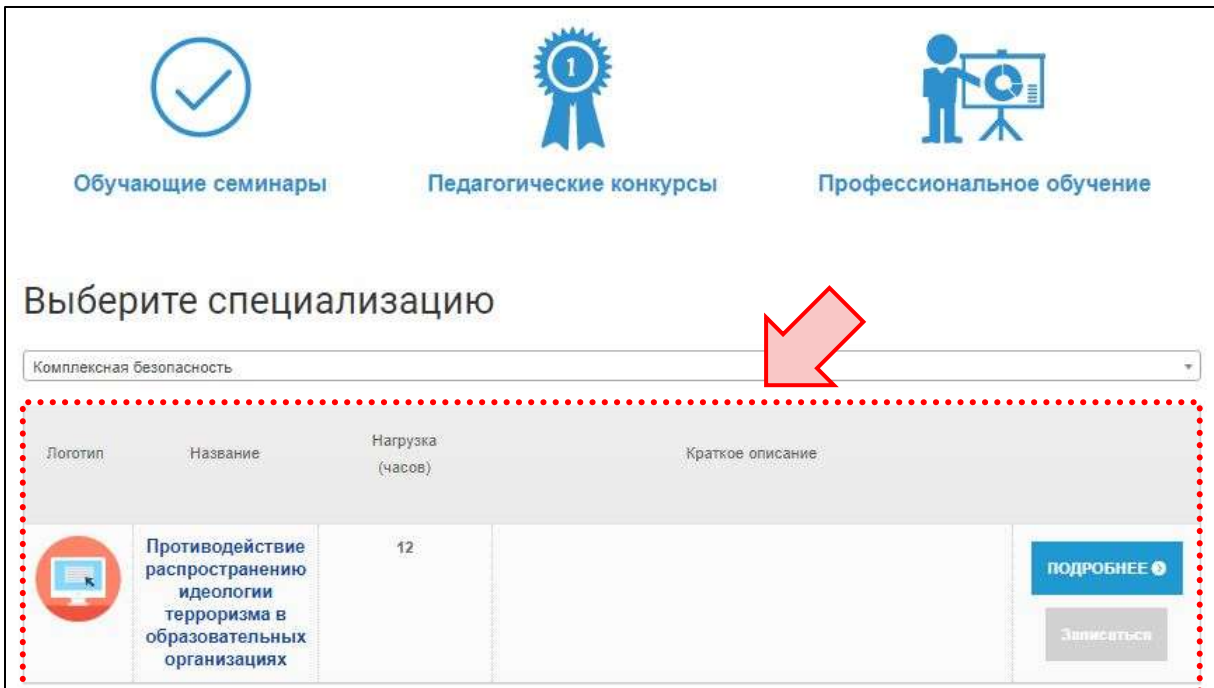 1
Обучающие семинары
Педагогические конкурсы
Профессиональное обучение
Выберите специализацию
Комплексная безопасность
Логотип
Название
Нагрузка
(часов)
Краткое описание
Противодействие
распространению
идеологии
терроризма в
образовательных
организациях
12
ПОДРОБНЕЕ
Записаться